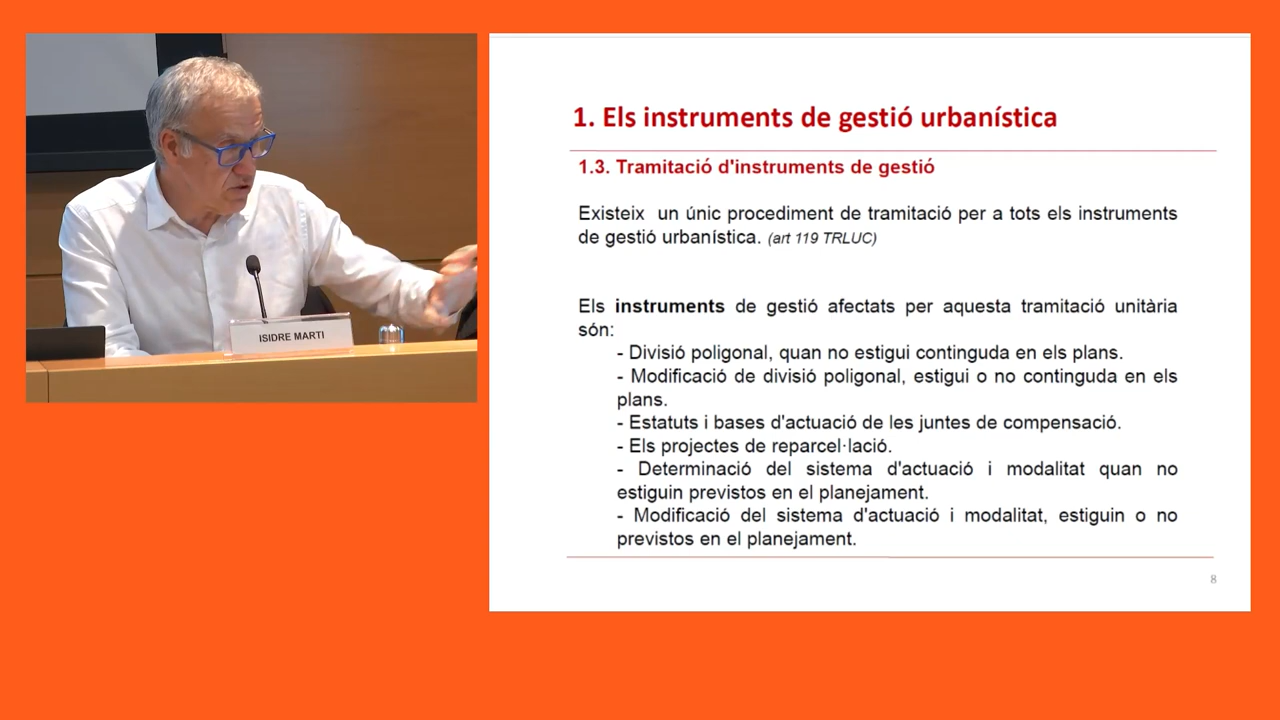 ISIDRE MARTI
1. Els instruments de gestió urbanística
1.3. Tramitació d'instruments de gestió
Existeix un únic procediment de tramitació per a tots els instruments
de gestió urbanística. (art 119 TRLUC)
Els instruments de gestió afectats per aquesta tramitació unitària
són:
- Divisió poligonal, quan no estigui continguda en els plans.
- Modificació de divisió poligonal, estigui o no continguda en els
plans.
- Estatuts i bases d'actuació de les juntes de compensació.
- Els projectes de reparcel·lació.
- Determinació del sistema d'actuació i modalitat quan no
estiguin previstos en el planejament.
- Modificació del sistema d'actuació i modalitat, estiguin o no
previstos en el planejament.
8